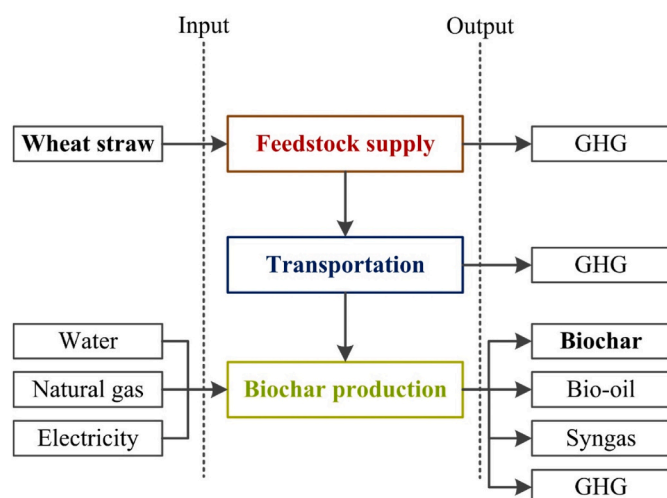 Input
Output
Wheat straw
Feedstock supply
GHG
Transportation
GHG
Water
Biochar
Natural gas
Biochar production
Bio-oil
Electricity
Syngas
GHG